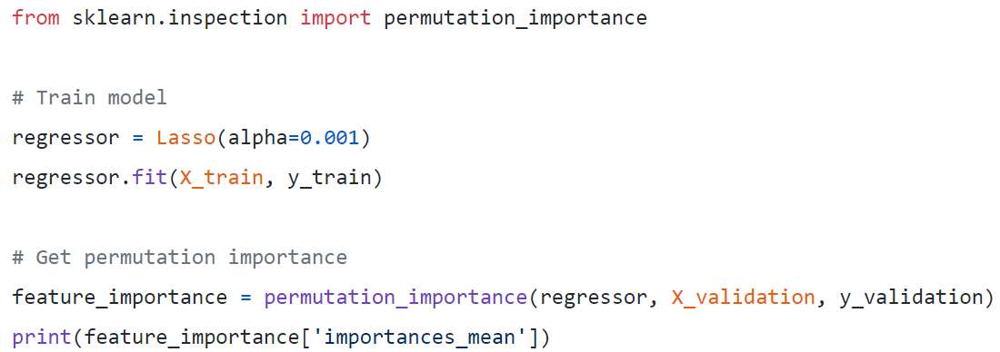 from sklearn.inspection import permutation_importance
# Train model
regressor = Lasso(alpha=0.001)
regressor.fit(X_train, y_train)
# Get permutation importance
feature_importance = permutation_importance(regressor, X_validation, y_validation)
print(feature_importance['importances_mean'])